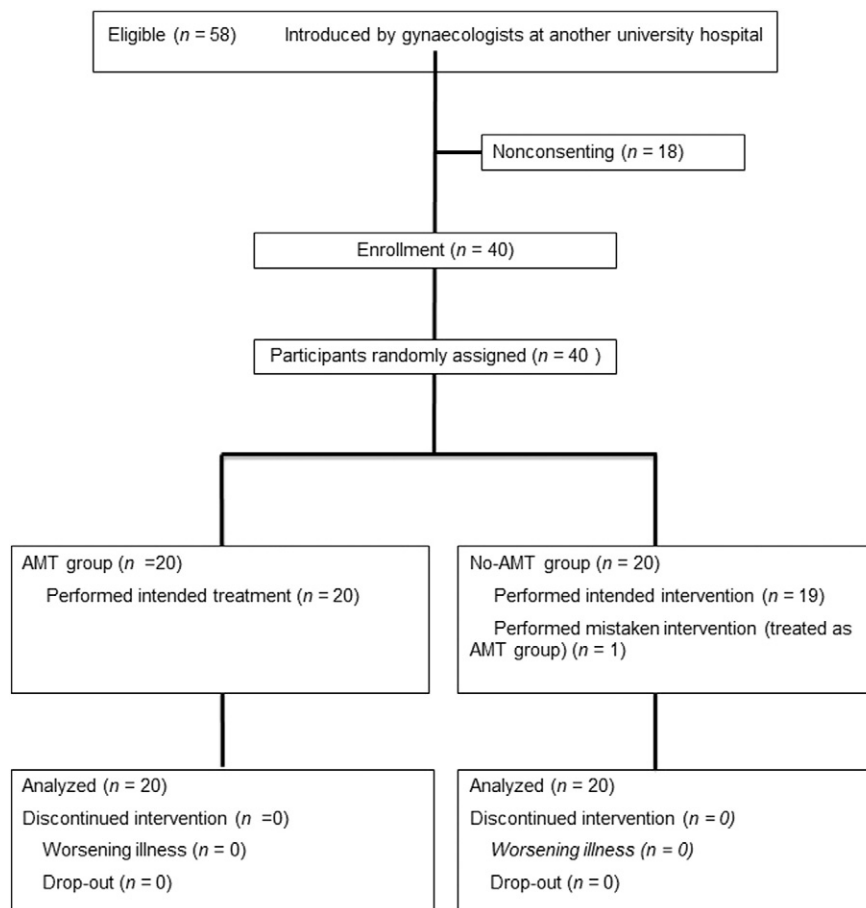 Eligible (n = 58) Introduced by gynaecologists at another university hospital
Nonconsenting (n = 18)
Enrollment (n = 40)
Participants randomly assigned (n = 40 )
AMT group (n =20)
Performed intended treatment (n = 20)
No-AMT group (n = 20)
Performed intended intervention (n = 19)
Performed mistaken intervention (treated as
AMT group) (n = 1)
Analyzed (n = 20)
Discontinued intervention (n =0)
Worsening illness (n = 0)
Drop-out (n = 0)
Analyzed (n = 20)
Discontinued intervention (n = 0)
Worsening illness (n = 0)
Drop-out (n = 0)